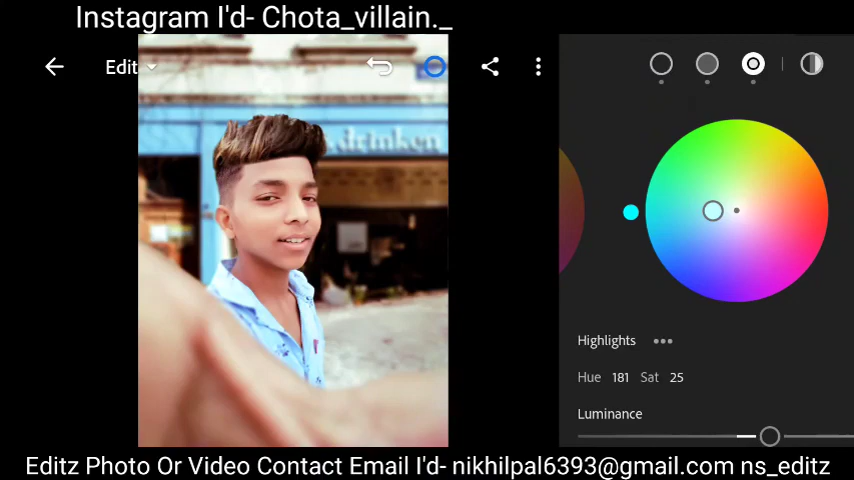 Instagram I'd- Chota_villain._
Edit
s.drinken
Highlights
Hue 181 Sat 25
Luminance
Editz Photo Or Video Contact Email I'd- nikhilpal6393@gmail.com ns_editz